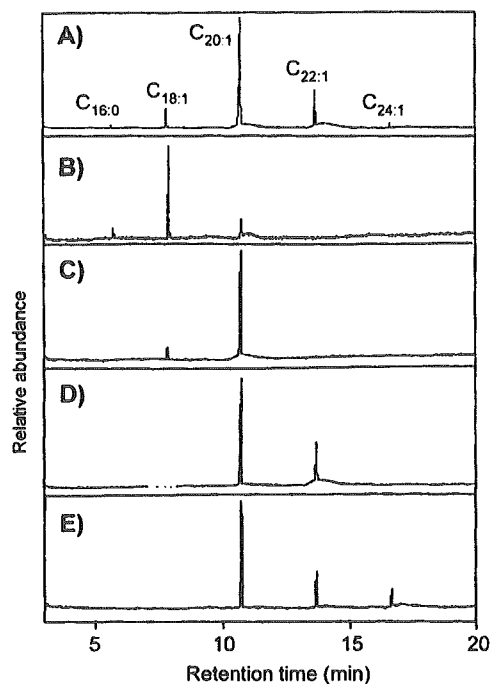 A)
C20:1
C22:1
C18:1
C16:0
C24:1
B)
C)
D)
E)
Relative abundance
5 10 15 20
Retention time (min)